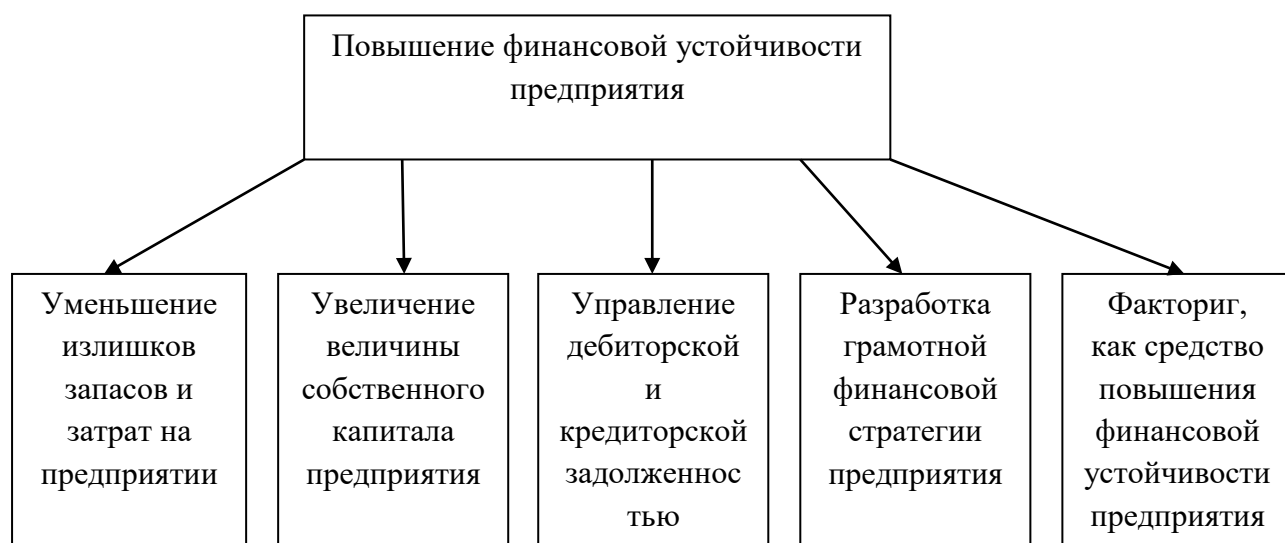 Повышение финансовой устойчивости
предприятия
Уменьшение
излишков
запасов и
затрат на
предприятии
Увеличение
величины
собственного
капитала
предприятия
Управление
дебиторской
и
кредиторской
задолженнос
тью
Разработка
грамотной
финансовой
стратегии
предприятия
Факториг,
как средство
повышения
финансовой
устойчивости
предприятия